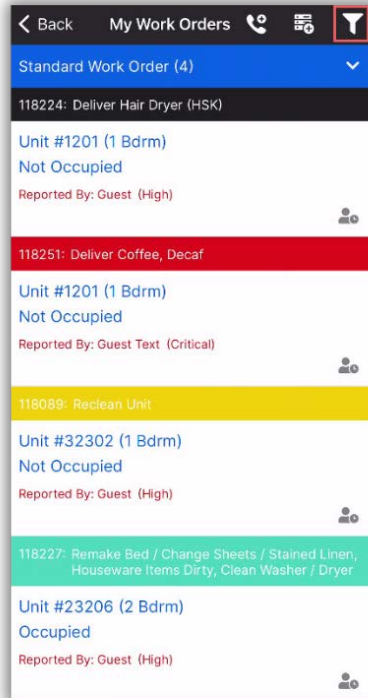 Back My Work Orders
Standard Work Order (4)
118224: Deliver Hair Dryer (HSK)
Unit #1201 (1 Bdrm)
Not Occupied
Reported By: Guest (High)
118251: Deliver Coffee, Decaf
Unit #1201 (1 Bdrm)
Not Occupied
Reported By: Guest Text (Critical)
118089: Reclean Unit
Unit #32302 (1 Bdrm)
Not Occupied
Reported By: Guest (High)
118227: Remake Bed / Change Sheets / Stained Linen,
Houseware Items Dirty, Clean Washer / Dryer
Unit #23206 (2 Bdrm)
Occupied
Reported By: Guest (High)